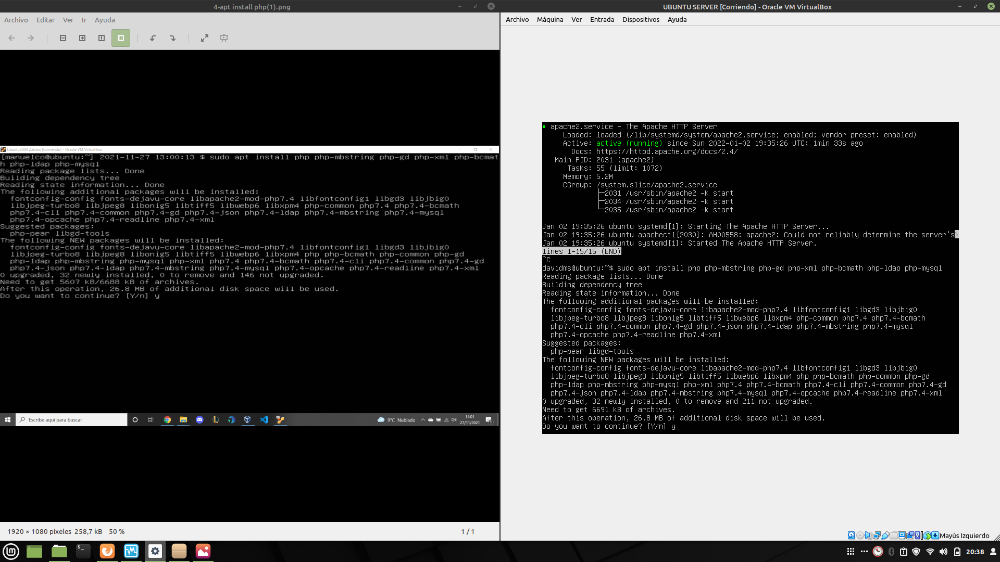 4-apt install php(1).png
Archivo Editar Ver Ir Ayuda
Ubuntu2004 Zabbix [Corriendo] - Oracle VM VirtualBox
[manuelco@ubuntu:~] 2021-11-27 13:00:13 $ sudo apt install php php-mbstring php-gd php-xml php-bcmat
h php-ldap php-mysql
Reading package lists... Done
Building dependency tree
Reading state information... Done
The following additional packages will be installed:
fontconfig-config fonts-dejavu-core libapache2-mod-php7.4 libfontconfig1 libgd3 libjbig0
libjpeg-turbo8 libjpeg8 libonig5 libtiff5 libwebp6 libxpm4 php-common php7.4 php7.4-bcmath
php7.4-cli php7.4-common php7.4-gd php7.4-json php7.4-ldap php7.4-mbstring php7.4-mysql
php7.4-opcache php7.4-readline php7.4-xml
Suggested packages:
php-pear libgd-tools
The following NEW packages will be installed:
fontconfig-config fonts-dejavu-core libapache2-mod-php7.4 libfontconfig1 libgd3 libjbig0
libjpeg-turbo8 libjpeg8 libonig5 libtiff5 libwebp6 libxpm4 php php-bcmath php-common php-gd
php-ldap php-mbstring php-mysql php-xml php7.4 php7.4-bcmath php7.4-cli php7.4-common php7.4-gd
php7.4-json php7.4-ldap php7.4-mbstring php7.4-mysql php7.4-opcache php7.4-readline php7.4-xml
0 upgraded, 32 newly installed, 0 to remove and 146 not upgraded.
Need to get 5607 kB/6688 kB of archives.
After this operation, 26.8 MB of additional disk space will be used.
Do you want to continue? [Y/n] y
Escribe aquí para buscar
9°C Nublado
14:01
27/11/2021
1920 × 1080 píxeles 258,7 kB 50 %
1 / 1
UBUNTU SERVER [Corriendo] - Oracle VM VirtualBox
Archivo Máquina Ver Entrada Dispositivos Ayuda
● apache2.service - The Apache HTTP Server
Loaded: loaded (/lib/systemd/system/apache2.service; enabled; vendor preset: enabled)
Active: active (running) since Sun 2022-01-02 19:35:26 UTC; 1min 33s ago
Docs: https://httpd.apache.org/docs/2.4/
Main PID: 2031 (apache2)
Tasks: 55 (limit: 1072)
Memory: 5.2M
CGroup: /system.slice/apache2.service
├─2031 /usr/sbin/apache2 -k start
├─2034 /usr/sbin/apache2 -k start
└─2035 /usr/sbin/apache2 -k start
Jan 02 19:35:26 ubuntu systemd[1]: Starting The Apache HTTP Server...
Jan 02 19:35:26 ubuntu apachectl[2030]: AH00558: apache2: Could not reliably determine the server's>
Jan 02 19:35:26 ubuntu systemd[1]: Started The Apache HTTP Server.
lines 1-15/15 (END)
^C
davidms@ubuntu:~$ sudo apt install php php-mbstring php-gd php-xml php-bcmath php-ldap php-mysql
Reading package lists... Done
Building dependency tree
Reading state information... Done
The following additional packages will be installed:
fontconfig-config fonts-dejavu-core libapache2-mod-php7.4 libfontconfig1 libgd3 libjbig0
libjpeg-turbo8 libjpeg8 libonig5 libtiff5 libwebp6 libxpm4 php-common php7.4 php7.4-bcmath
php7.4-cli php7.4-common php7.4-gd php7.4-json php7.4-ldap php7.4-mbstring php7.4-mysql
php7.4-opcache php7.4-readline php7.4-xml
Suggested packages:
php-pear libgd-tools
The following NEW packages will be installed:
fontconfig-config fonts-dejavu-core libapache2-mod-php7.4 libfontconfig1 libgd3 libjbig0
libjpeg-turbo8 libjpeg8 libonig5 libtiff5 libwebp6 libxpm4 php php-bcmath php-common php-gd
php-ldap php-mbstring php-mysql php-xml php7.4 php7.4-bcmath php7.4-cli php7.4-common php7.4-gd
php7.4-json php7.4-ldap php7.4-mbstring php7.4-mysql php7.4-opcache php7.4-readline php7.4-xml
0 upgraded, 32 newly installed, 0 to remove and 211 not upgraded.
Need to get 6691 kB of archives.
After this operation, 26.8 MB of additional disk space will be used.
Do you want to continue? [Y/n] y
Mayús Izquierdo
20:38